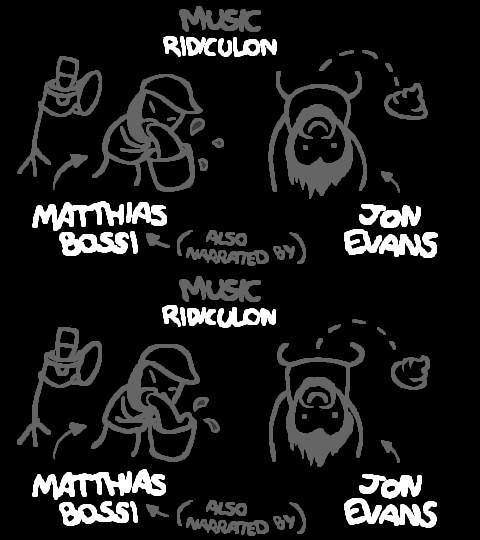 MUSIC
RIDICULON
MATTHIAS
BOSSI
(ALSO
NARRATED BY)
JON
EVANS
MUSIC
RIDICULON
MATTHIAS
BOSSI
(ALSO
NARRATED BY)
JON
EVANS